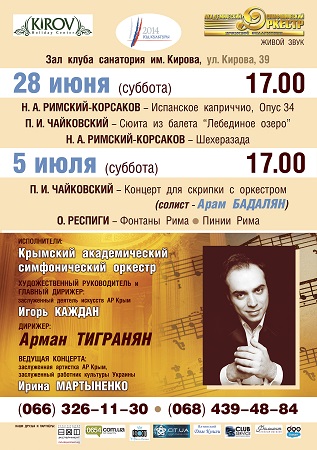 KIROV
Holiday Center
2014
ЖИВОЙ ЗВУК
Зал клуба санатория им. Кирова, ул. Кирова, 39
28 июня (суббота) 17.00
Н. А. РИМСКИЙ-КОРСАКОВ – Испанское каприччио, Опус 34
П. И. ЧАЙКОВСКИЙ – Сюита из балета “Лебединое озеро”
Н. А. РИМСКИЙ-КОРСАКОВ – Шехеразада
5 июля (суббота) 17.00
П. И. ЧАЙКОВСКИЙ – Концерт для скрипки с оркестром
(солист - Арам БАДАЛЯН)
О. РЕСПИГИ – Фонтаны Рима ● Пинии Рима
ИСПОЛНИТЕЛИ:
Крымский академический
симфонический оркестр
ХУДОЖЕСТВЕННЫЙ РУКОВОДИТЕЛЬ и
ГЛАВНЫЙ ДИРИЖЕР:
заслуженный деятель искусств АР Крым
Игорь КАЖДАН
ДИРИЖЕР:
Арман ТИГРАНЯН
ВЕДУЩАЯ КОНЦЕРТА:
заслуженная артистка АР Крым,
заслуженный работник культуры Украины
Ирина МАРТЫНЕНКО
(066) 326–11–30 ● (068) 439–48–84